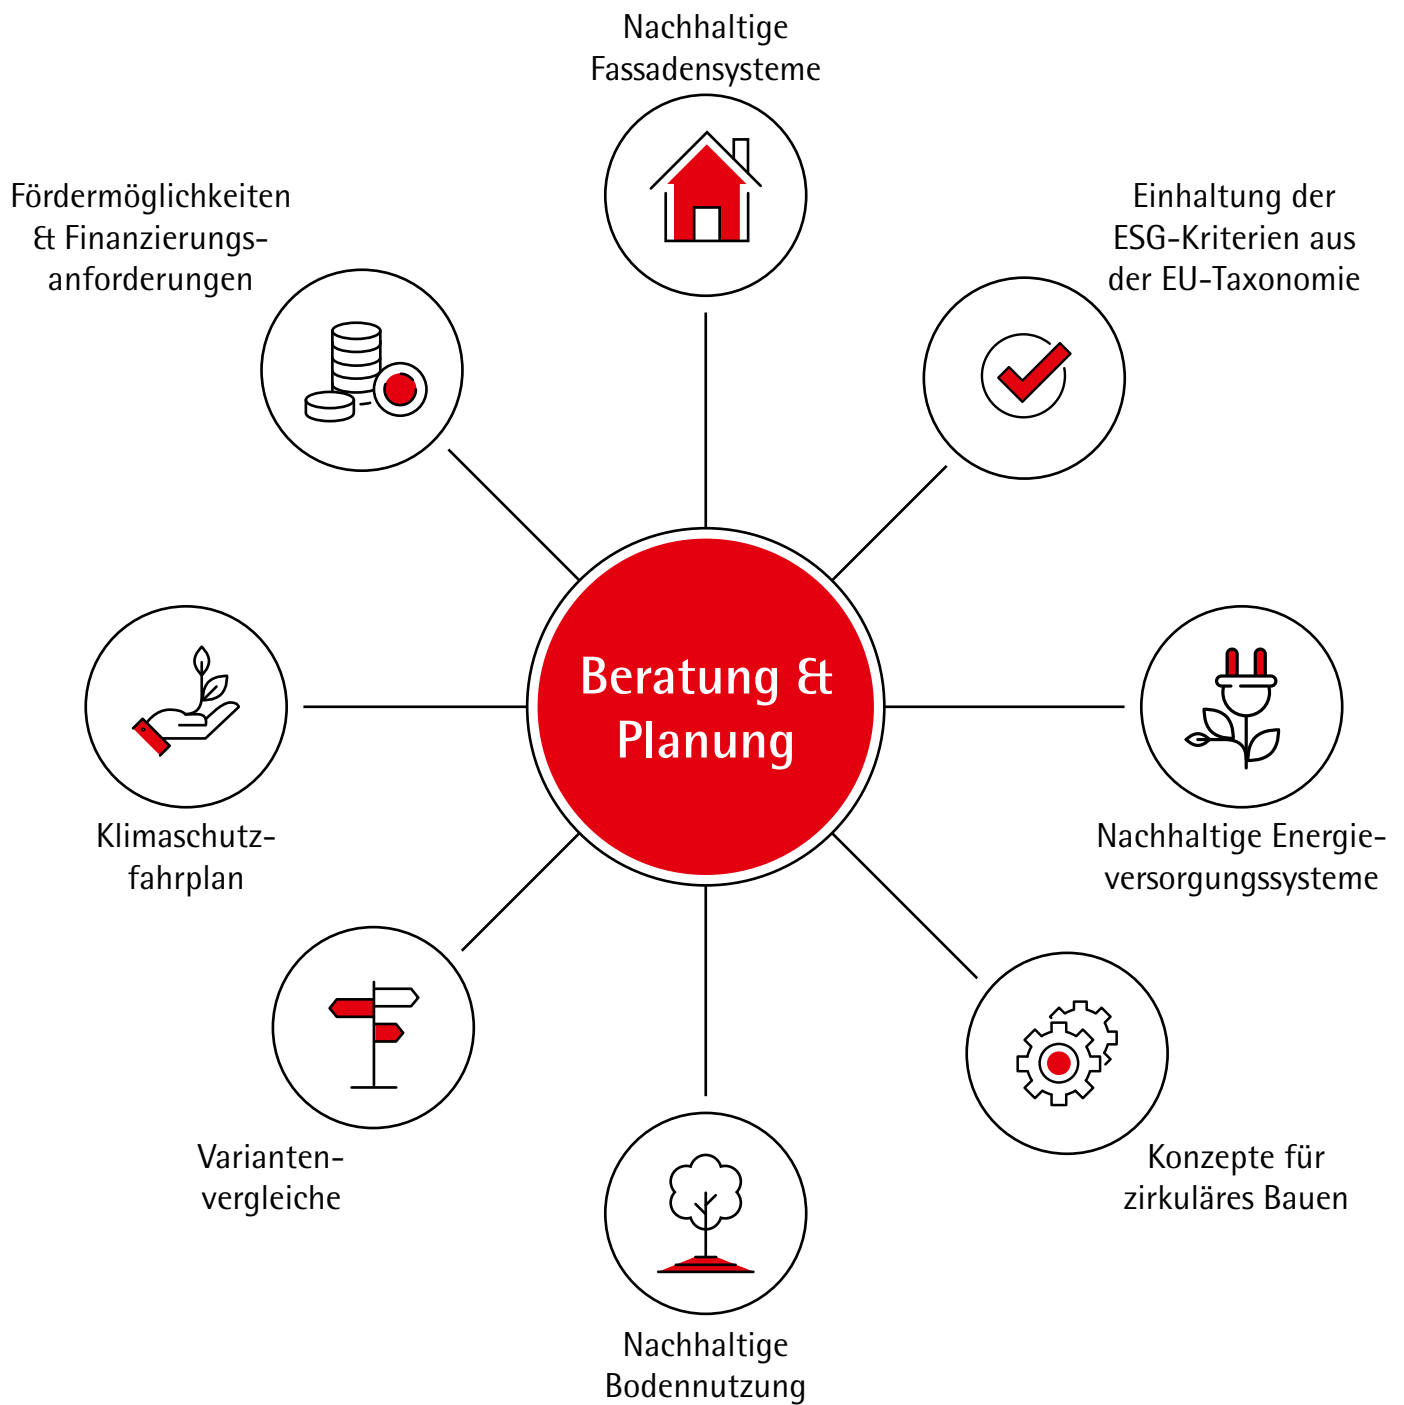 Nachhaltige
Fassadensysteme
Fördermöglichkeiten
& Finanzierungs-
anforderungen
Einhaltung der
ESG-Kriterien aus
der EU-Taxonomie
Beratung &
Planung
Klimaschutz-
fahrplan
Nachhaltige Energie-
versorgungssysteme
Varianten-
vergleiche
Konzepte für
zirkuläres Bauen
Nachhaltige
Bodennutzung